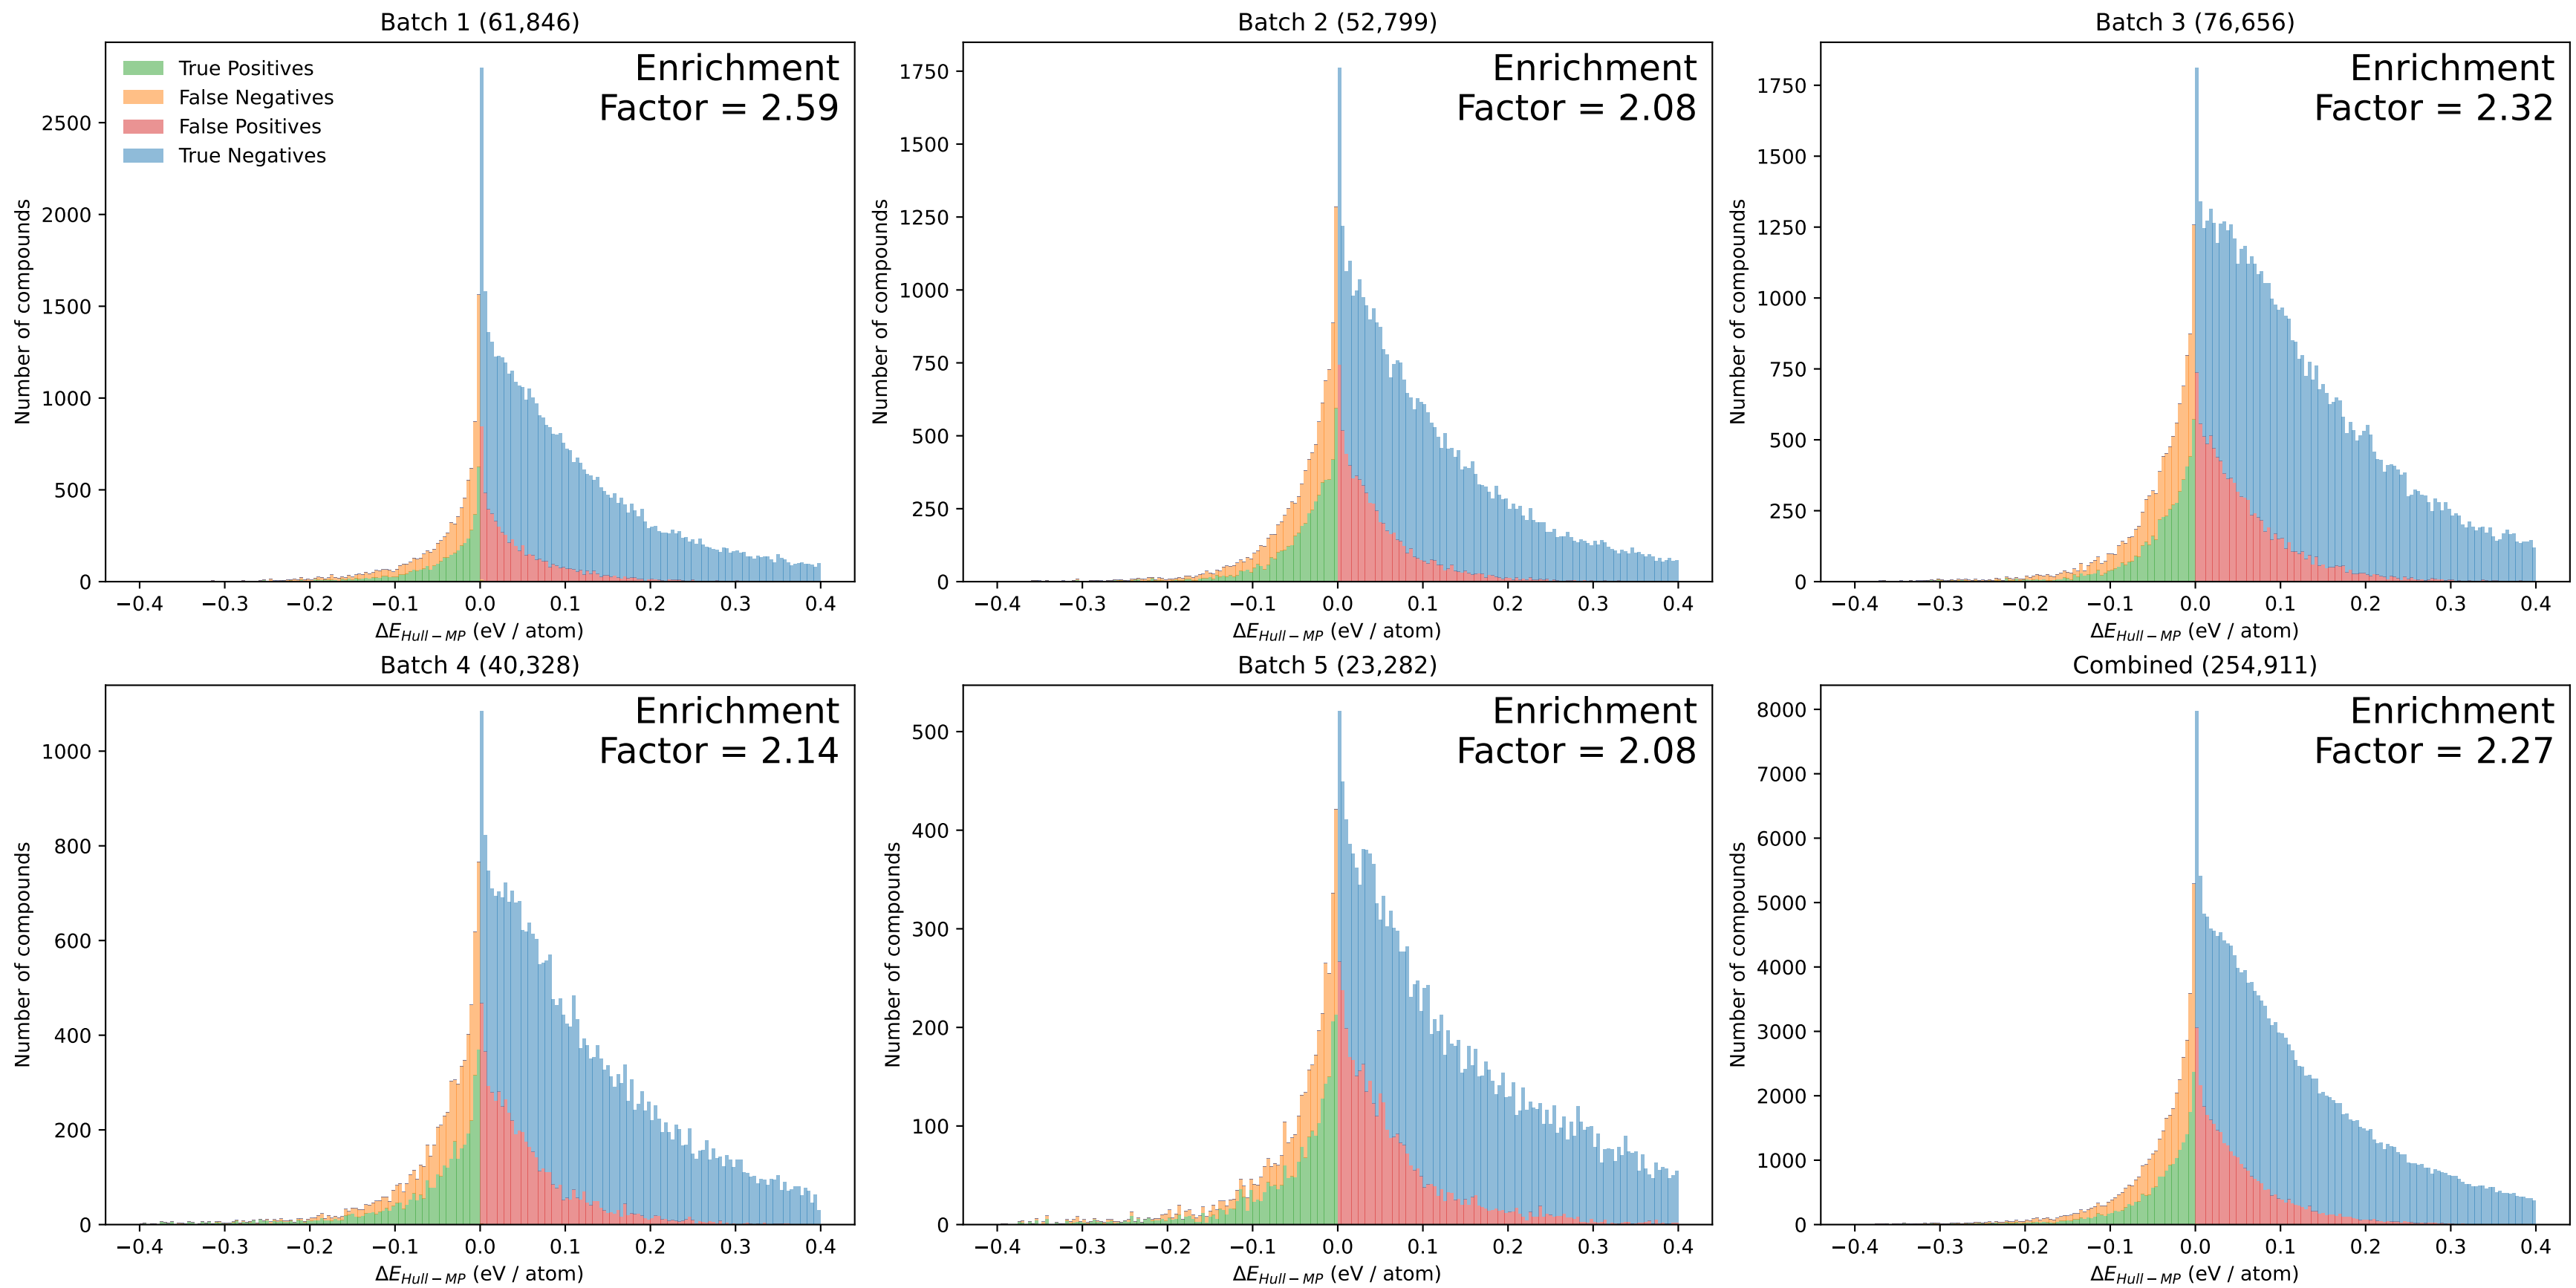 Batch 1 (61,846)
True Positives
False Negatives
False Positives
True Negatives
Enrichment
Factor = 2.59
Number of compounds
2500
2000
1500
1000
500
0
−0.4 −0.3 −0.2 −0.1 0.0 0.1 0.2 0.3 0.4
ΔE_{Hull−MP} (eV / atom)
Batch 2 (52,799)
Enrichment
Factor = 2.08
Number of compounds
1750
1500
1250
1000
750
500
250
0
−0.4 −0.3 −0.2 −0.1 0.0 0.1 0.2 0.3 0.4
ΔE_{Hull−MP} (eV / atom)
Batch 3 (76,656)
Enrichment
Factor = 2.32
Number of compounds
1750
1500
1250
1000
750
500
250
0
−0.4 −0.3 −0.2 −0.1 0.0 0.1 0.2 0.3 0.4
ΔE_{Hull−MP} (eV / atom)
Batch 4 (40,328)
Enrichment
Factor = 2.14
Number of compounds
1000
800
600
400
200
0
−0.4 −0.3 −0.2 −0.1 0.0 0.1 0.2 0.3 0.4
ΔE_{Hull−MP} (eV / atom)
Batch 5 (23,282)
Enrichment
Factor = 2.08
Number of compounds
500
400
300
200
100
0
−0.4 −0.3 −0.2 −0.1 0.0 0.1 0.2 0.3 0.4
ΔE_{Hull−MP} (eV / atom)
Combined (254,911)
Enrichment
Factor = 2.27
Number of compounds
8000
7000
6000
5000
4000
3000
2000
1000
0
−0.4 −0.3 −0.2 −0.1 0.0 0.1 0.2 0.3 0.4
ΔE_{Hull−MP} (eV / atom)